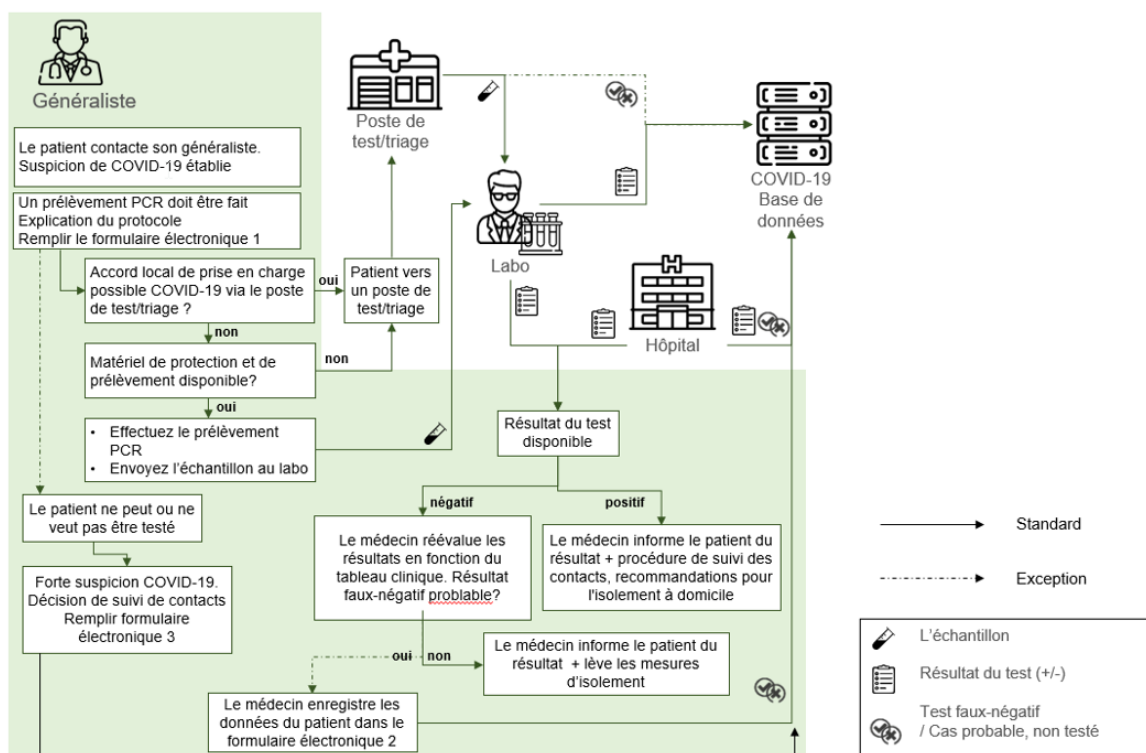 Généraliste
Le patient contacte son généraliste.
Suspicion de COVID-19 établie
Un prélèvement PCR doit être fait
Explication du protocole
Remplir le formulaire électronique 1
Accord local de prise en charge
possible COVID-19 via le poste
de test/triage ?
oui
Patient vers
un poste de
test/triage
non
Matériel de protection et de
prélèvement disponible?
non
oui
• Effectuez le prélèvement
PCR
• Envoyez l'échantillon au labo
Le patient ne peut ou ne
veut pas être testé
Forte suspicion COVID-19.
Décision de suivi de contacts
Remplir formulaire
électronique 3
Poste de
test/triage
Labo
COVID-19
Base de
données
Hôpital
Résultat du test
disponible
négatif
positif
Le médecin réévalue les
résultats en fonction du
tableau clinique. Résultat
faux-négatif problable?
Le médecin informe le patient du
résultat + procédure de suivi des
contacts, recommandations pour
l'isolement à domicile
oui
non
Le médecin informe le patient du
résultat + lève les mesures
d'isolement
Le médecin enregistre les
données du patient dans le
formulaire électronique 2
Standard
Exception
L'échantillon
Résultat du test (+/-)
Test faux-négatif
/ Cas probable, non testé